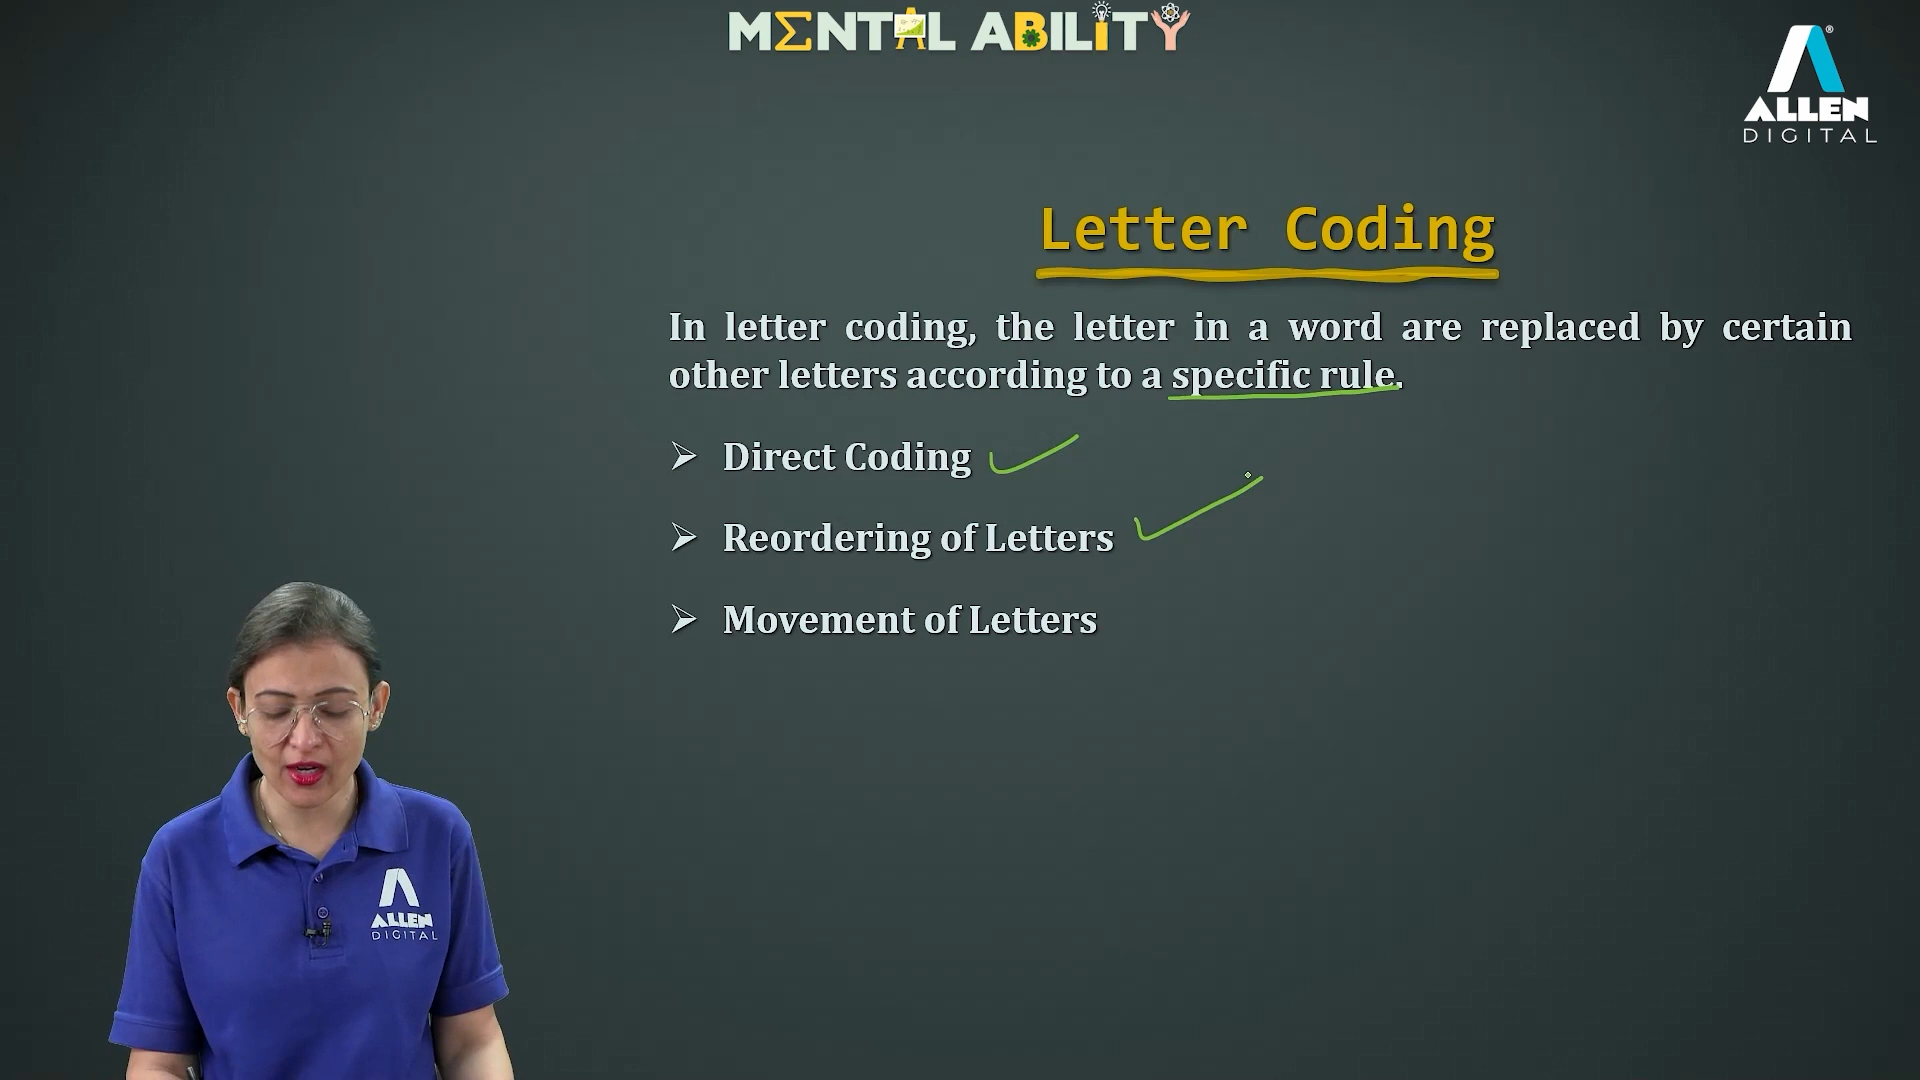 MΣNTAL ABILITY
ALLEN
DIGITAL
Letter Coding
In letter coding, the letter in a word are replaced by certain
other letters according to a specific rule.
➢ Direct Coding
➢ Reordering of Letters
➢ Movement of Letters
ALLEN
DIGITAL